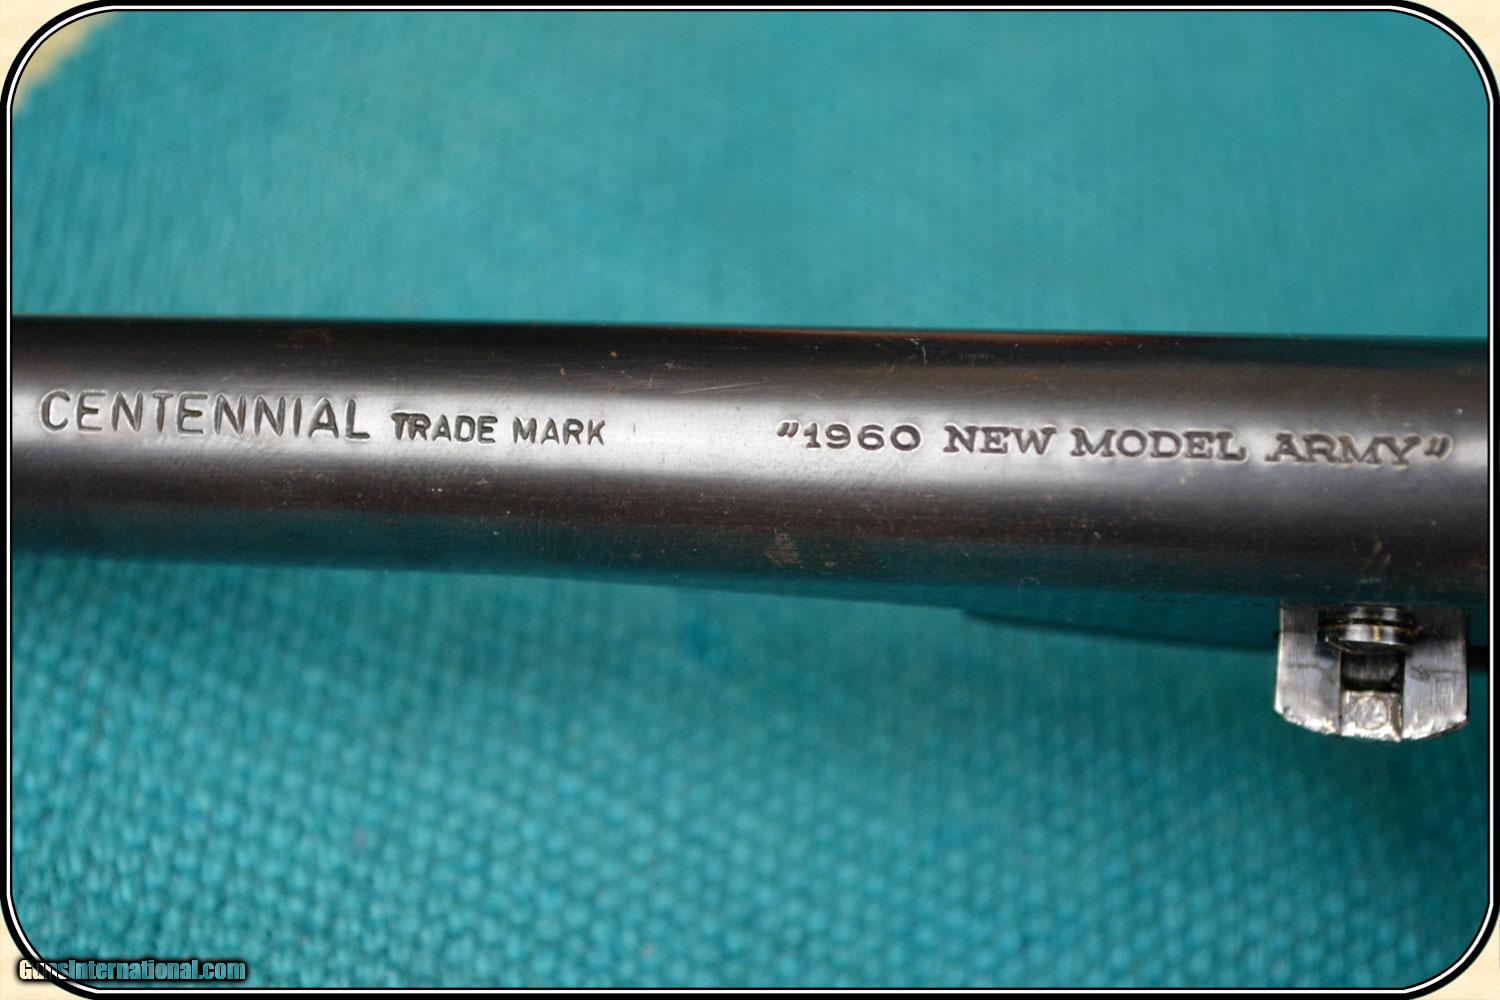 CENTENNIAL TRADE MARK "1960 NEW MODEL ARMY"
GunsInternational.com